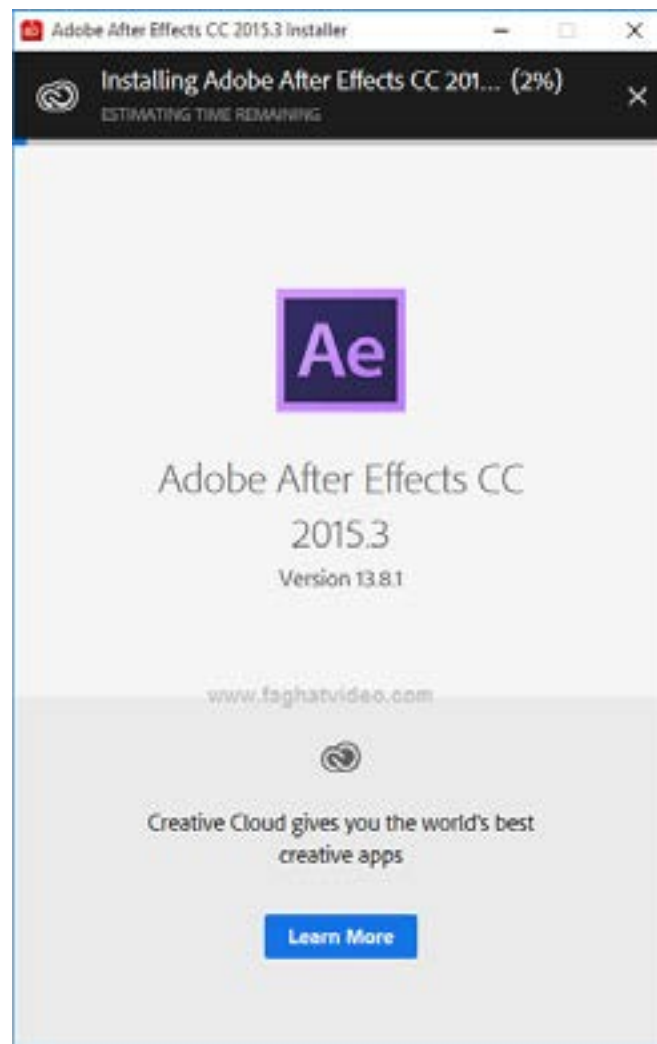 Adobe After Effects CC 2015.3 Installer
Installing Adobe After Effects CC 201... (2%)
ESTIMATING TIME REMAINING
Ae
Adobe After Effects CC
2015.3
Version 13.8.1
www.faghatvideo.com
Creative Cloud gives you the world's best
creative apps
Learn More